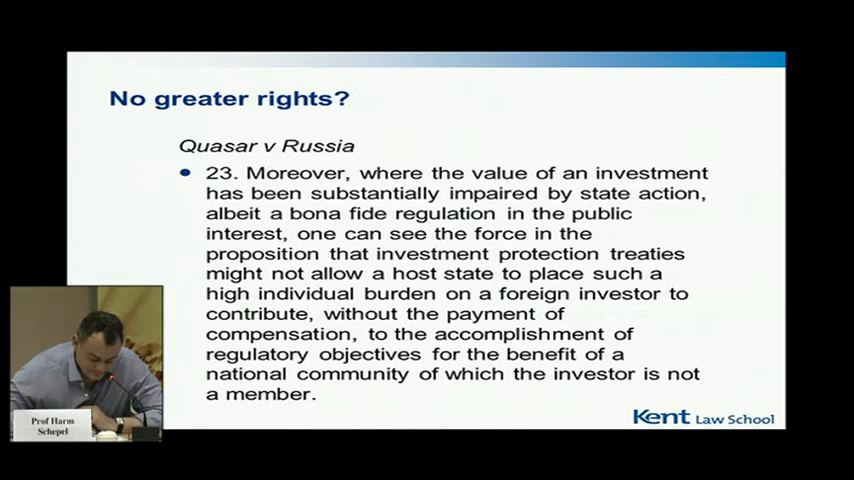 No greater rights?
Quasar v Russia
• 23. Moreover, where the value of an investment
has been substantially impaired by state action,
albeit a bona fide regulation in the public
interest, one can see the force in the
proposition that investment protection treaties
might not allow a host state to place such a
high individual burden on a foreign investor to
contribute, without the payment of
compensation, to the accomplishment of
regulatory objectives for the benefit of a
national community of which the investor is not
a member.
Prof Harm
Schepel
Kent Law School